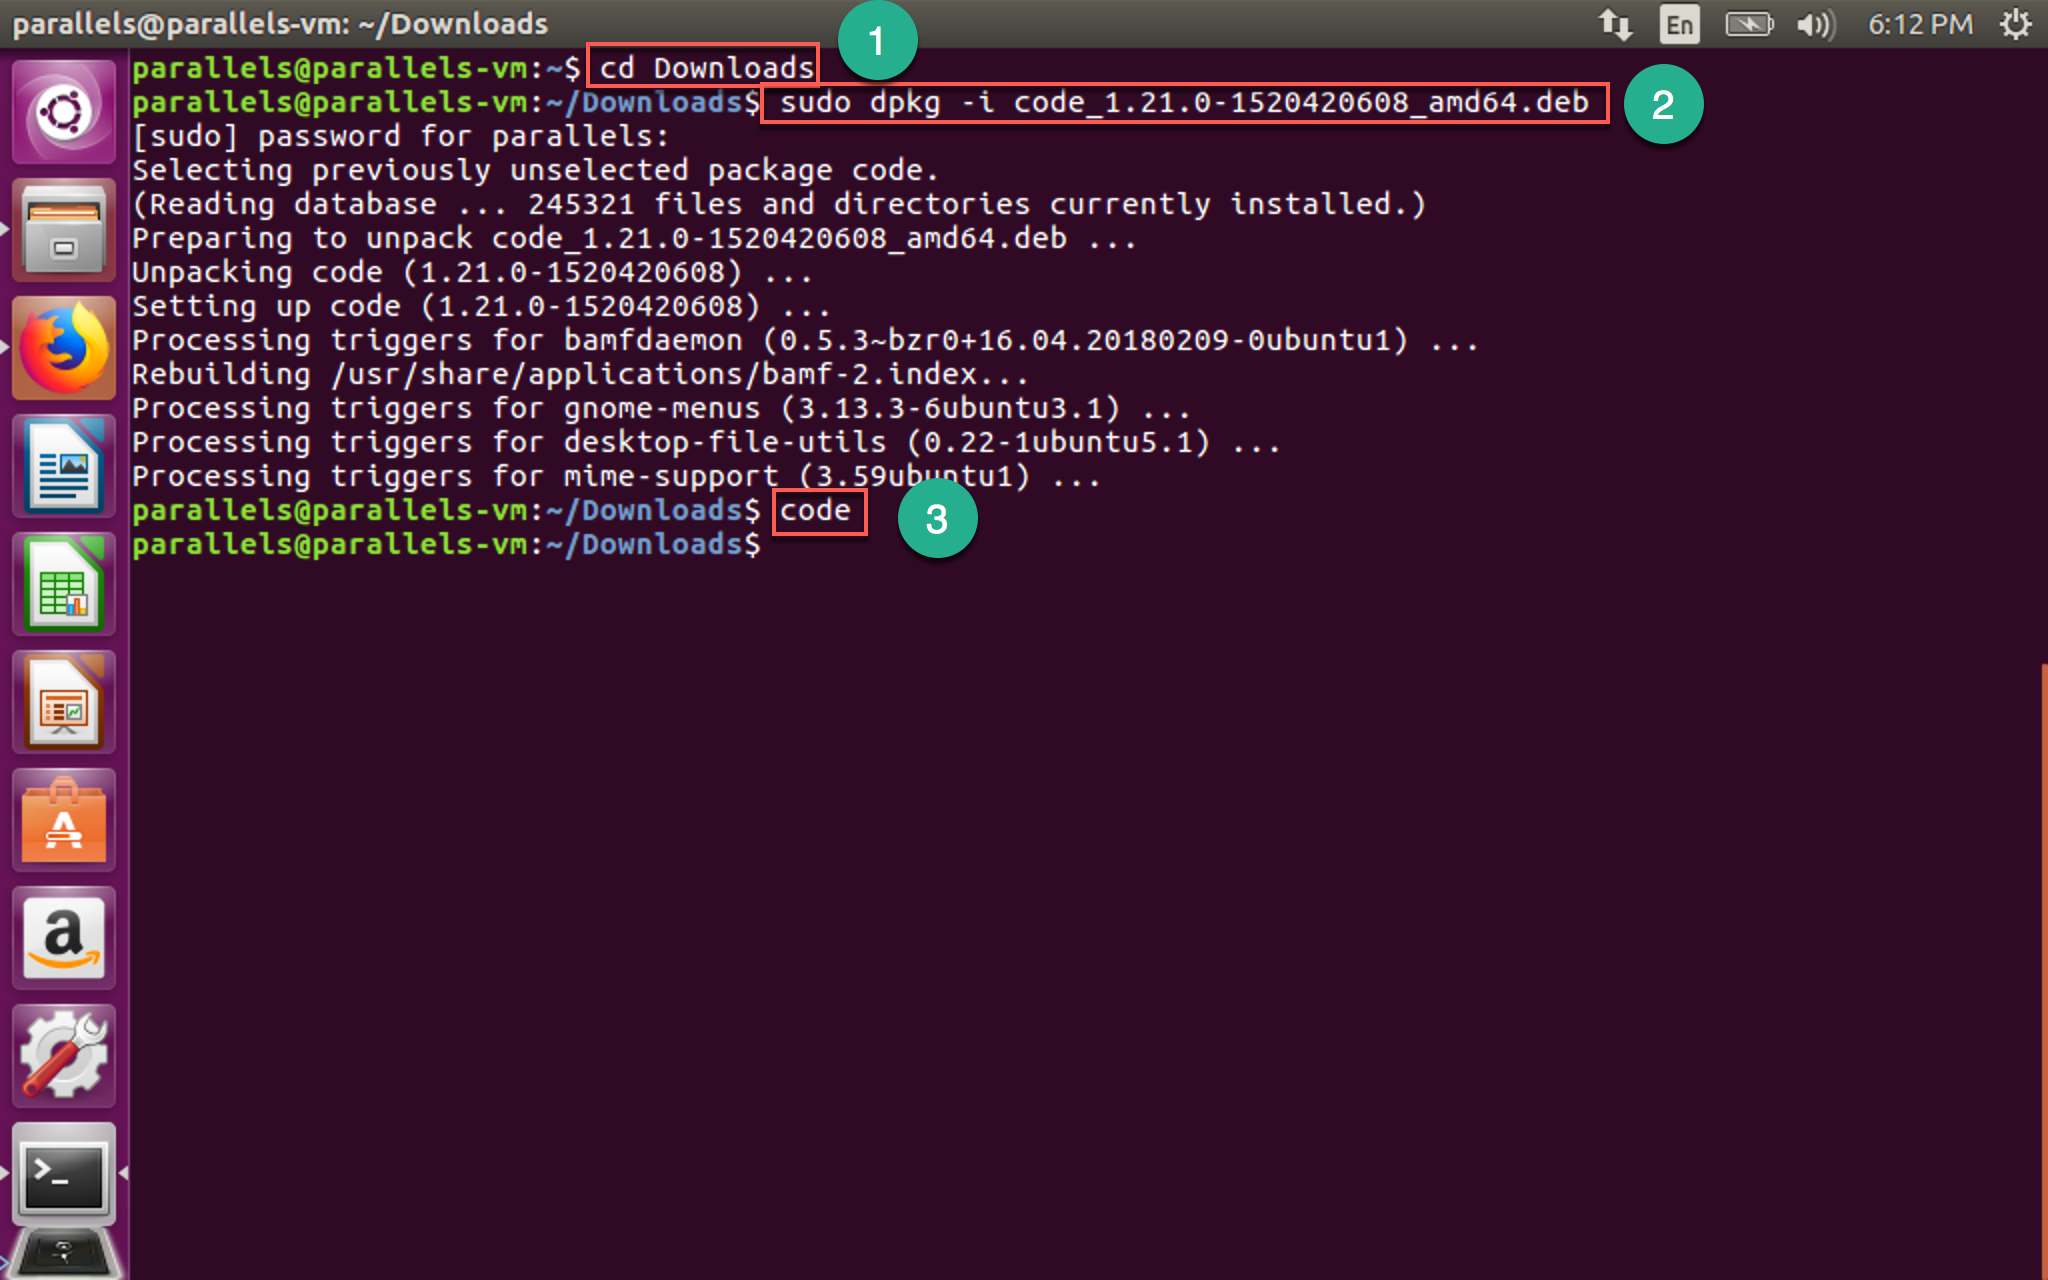 parallels@parallels-vm: ~/Downloads
En
6:12 PM
parallels@parallels-vm:~$ cd Downloads
1
parallels@parallels-vm:~/Downloads$ sudo dpkg -i code_1.21.0-1520420608_amd64.deb
2
[sudo] password for parallels:
Selecting previously unselected package code.
(Reading database ... 245321 files and directories currently installed.)
Preparing to unpack code_1.21.0-1520420608_amd64.deb ...
Unpacking code (1.21.0-1520420608) ...
Setting up code (1.21.0-1520420608) ...
Processing triggers for bamfdaemon (0.5.3~bzr0+16.04.20180209-0ubuntu1) ...
Rebuilding /usr/share/applications/bamf-2.index...
Processing triggers for gnome-menus (3.13.3-6ubuntu3.1) ...
Processing triggers for desktop-file-utils (0.22-1ubuntu5.1) ...
Processing triggers for mime-support (3.59ubuntu1) ...
parallels@parallels-vm:~/Downloads$ code
3
parallels@parallels-vm:~/Downloads$
A
a
>_